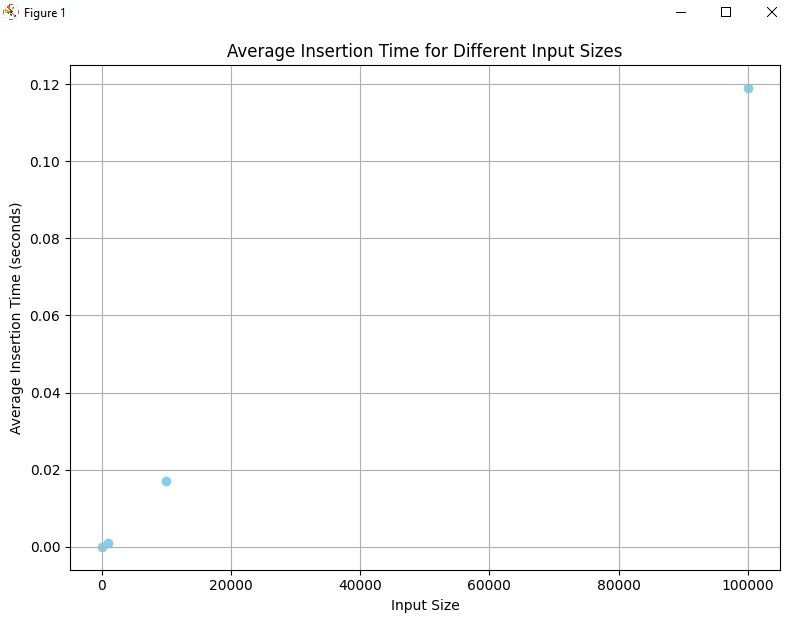 Figure 1
Average Insertion Time for Different Input Sizes
0.12
0.10
0.08
0.06
0.04
0.02
0.00
Average Insertion Time (seconds)
0 20000 40000 60000 80000 100000
Input Size